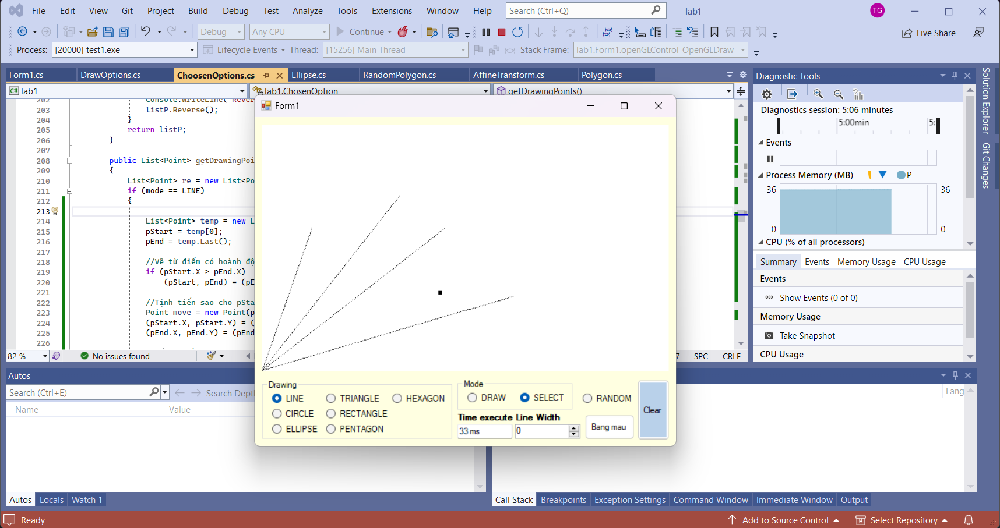 File Edit View Git Project Build Debug Test Analyze Tools Extensions Window Help Search (Ctrl+Q) lab1 TG
Debug Any CPU Continue Live Share
Process: [20000] test1.exe Lifecycle Events Thread: [15256] Main Thread Stack Frame: lab1.Form1.openGLControl_OpenGLDraw
Form1.cs DrawOptions.cs ChoosenOptions.cs Ellipse.cs RandomPolygon.cs AffineTransform.cs Polygon.cs
C# lab1 lab1.ChosenOption getDrawingPoints()
202 Console.WriteLine("Rever
203 listP.Reverse();
204 }
205 return listP;
206 }
207
208 public List<Point> getDrawingPoi
209 {
210 List<Point> re = new List<Po
211 if (mode == LINE)
212 {
213
214 List<Point> temp = new L
215 pStart = temp[0];
216 pEnd = temp.Last();
217
218 //Vẽ từ điểm có hoành độ
219 if (pStart.X > pEnd.X)
220 (pStart, pEnd) = (pE
221
222 //Tịnh tiến sao cho pSta
223 Point move = new Point(p
224 (pStart.X, pStart.Y) = (
225 (pEnd.X, pEnd.Y) = (pEnd
226
82 % No issues found 7 SPC CRLF
Form1
Drawing
LINE TRIANGLE HEXAGON
CIRCLE RECTANGLE
ELLIPSE PENTAGON
Mode
DRAW SELECT RANDOM
Time execute Line Width
33 ms 0
Bang mau
Clear
Diagnostic Tools
Diagnostics session: 5:06 minutes
5:00min 5:
Events
Process Memory (MB) P
36 36
0 0
CPU (% of all processors)
Summary Events Memory Usage CPU Usage
Events
Show Events (0 of 0)
Memory Usage
Take Snapshot
CPU Usage
Solution Explorer
Git Changes
Autos
Search (Ctrl+E) Search Dept
Name Value
Lang
Autos Locals Watch 1
Call Stack Breakpoints Exception Settings Command Window Immediate Window Output
Ready Add to Source Control Select Repository